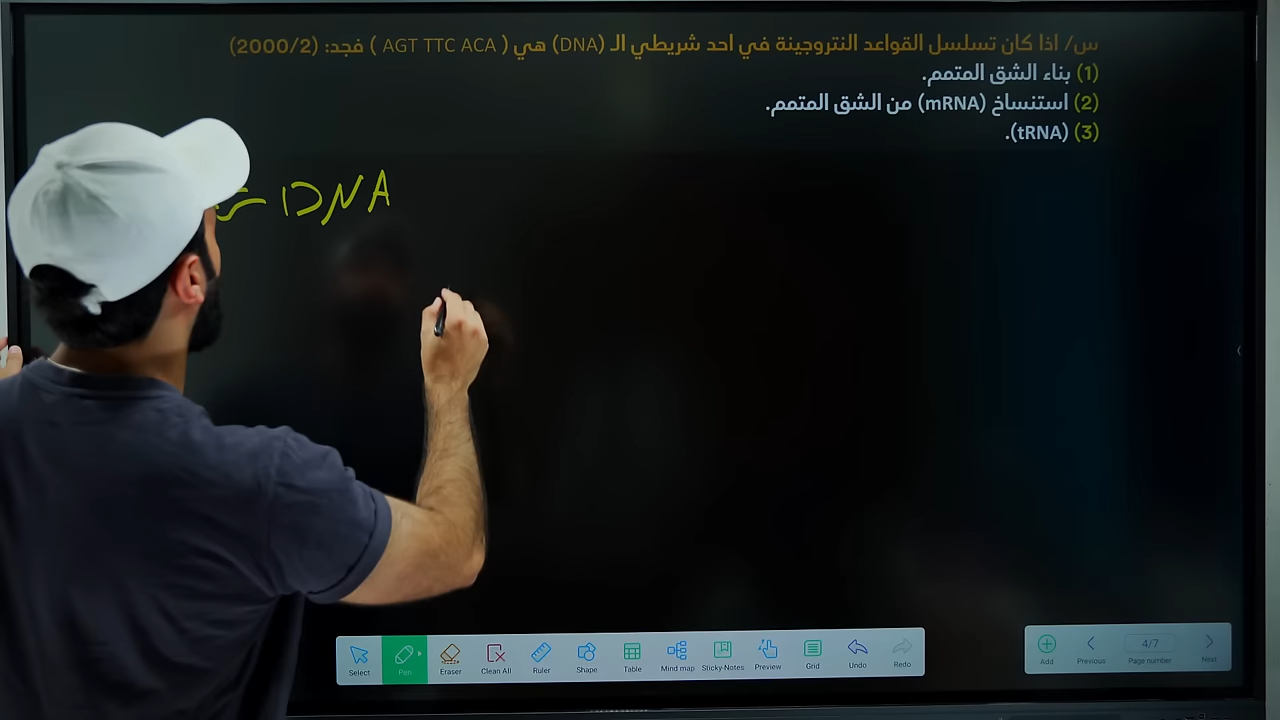 س/ اذا كان تسلسل القواعد النتروجينة في احد شريطي الـ (DNA) هي ( AGT TTC ACA ) فجد: (2000/2)
(1) بناء الشق المتمم.
(2) استنساخ (mRNA) من الشق المتمم.
(3) (tRNA).
DNA
Select
Pen
Eraser
Clean All
Ruler
Shape
Table
Mind map
Sticky-Notes
Preview
Grid
Undo
Redo
Add
Previous
4/7
Page number
Next